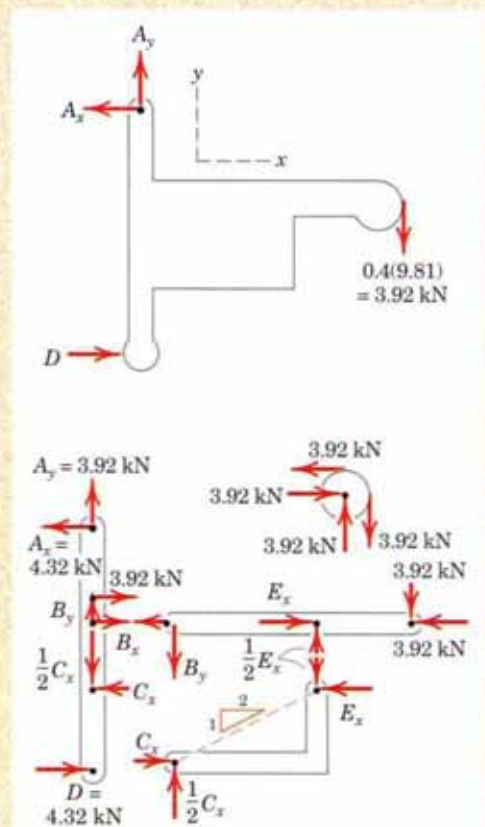 A_y
y
A_x
x
0.4(9.81)
= 3.92 kN
D
A_y = 3.92 kN
3.92 kN
3.92 kN
A_x =
4.32 kN
3.92 kN
3.92 kN
3.92 kN
3.92 kN
B_y
E_x
B_x
3.92 kN
1/2 C_x
B_y
1/2 E_x
C_x
2
1
E_x
C_x
D =
4.32 kN
1/2 C_x